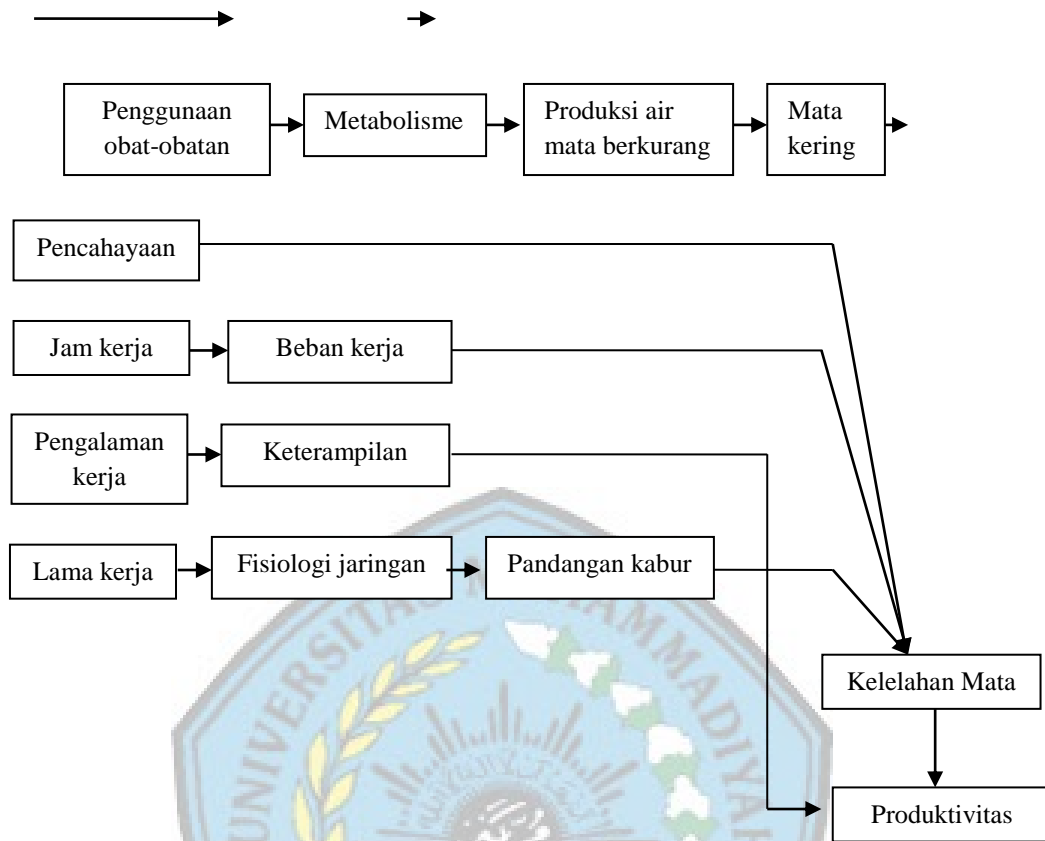 Penggunaan
obat-obatan
Metabolisme
Produksi air
mata berkurang
Mata
kering
Pencahayaan
Jam kerja
Beban kerja
Pengalaman
kerja
Keterampilan
Lama kerja
Fisiologi jaringan
Pandangan kabur
Kelelahan Mata
Produktivitas